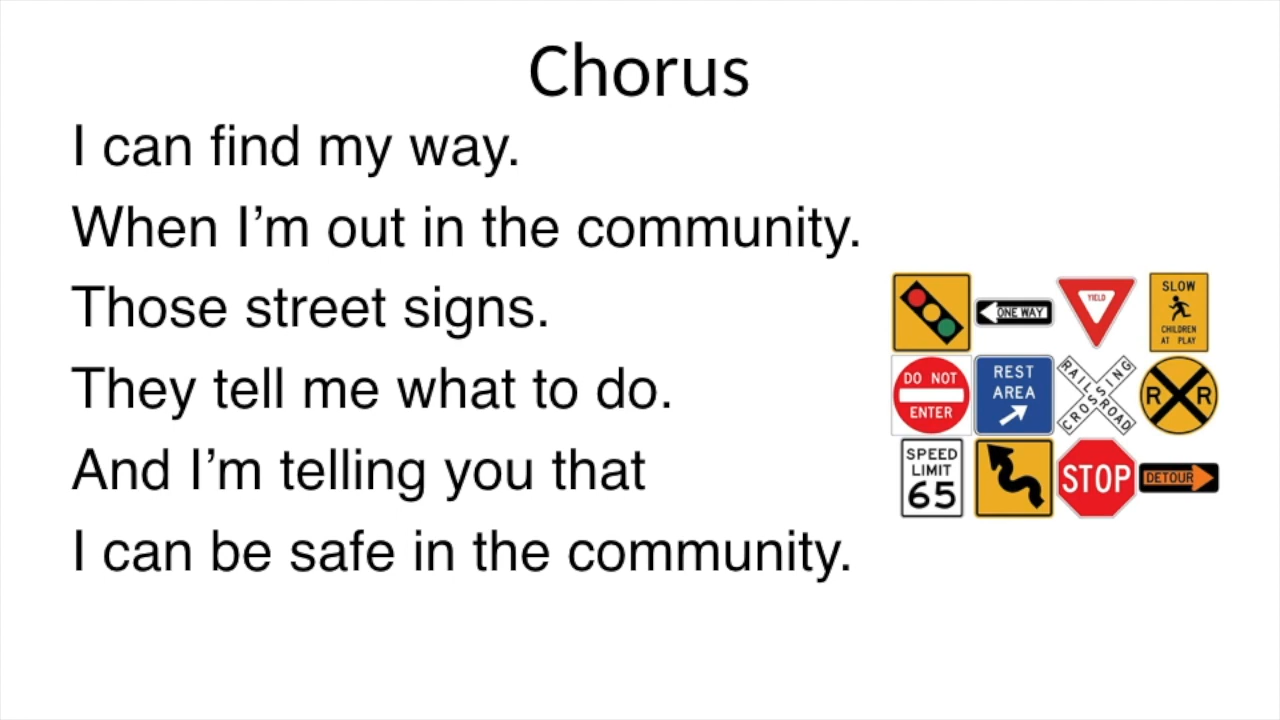 Chorus
I can find my way.
When I’m out in the community.
Those street signs.
They tell me what to do.
And I’m telling you that
I can be safe in the community.
ONE WAY
YIELD
SLOW
CHILDREN
AT PLAY
DO NOT
ENTER
REST
AREA
RAILROAD
CROSSING
R R
SPEED
LIMIT
65
STOP
DETOUR